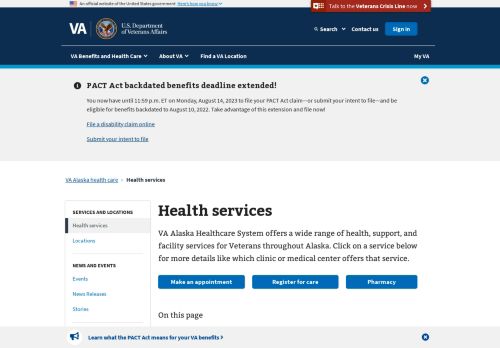 An official website of the United States government Here's how you know
Talk to the Veterans Crisis Line now
VA
U.S. Department
of Veterans Affairs
Search
Contact us
Sign in
VA Benefits and Health Care
About VA
Find a VA Location
My VA
PACT Act backdated benefits deadline extended!
You now have until 11:59 p.m. ET on Monday, August 14, 2023 to file your PACT Act claim—or submit your intent to file—and be
eligible for benefits backdated to August 10, 2022. Take advantage of this extension and file now!
File a disability claim online
Submit your intent to file
VA Alaska health care
Health services
SERVICES AND LOCATIONS
Health services
Locations
NEWS AND EVENTS
Events
News Releases
Stories
Health services
VA Alaska Healthcare System offers a wide range of health, support, and
facility services for Veterans throughout Alaska. Click on a service below
for more details like which clinic or medical center offers that service.
Make an appointment
Register for care
Pharmacy
On this page
Learn what the PACT Act means for your VA benefits